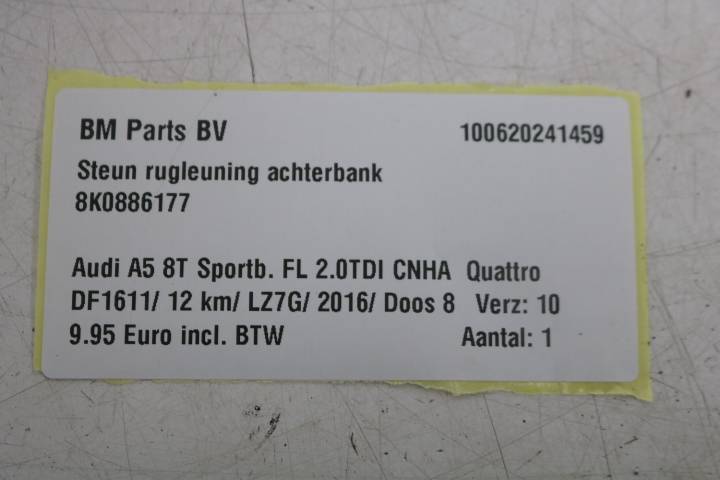 BM Parts BV 100620241459
Steun rugleuning achterbank
8K0886177
Audi A5 8T Sportb. FL 2.0TDI CNHA Quattro
DF1611/ 12 km/ LZ7G/ 2016/ Doos 8 Verz: 10
9.95 Euro incl. BTW Aantal: 1